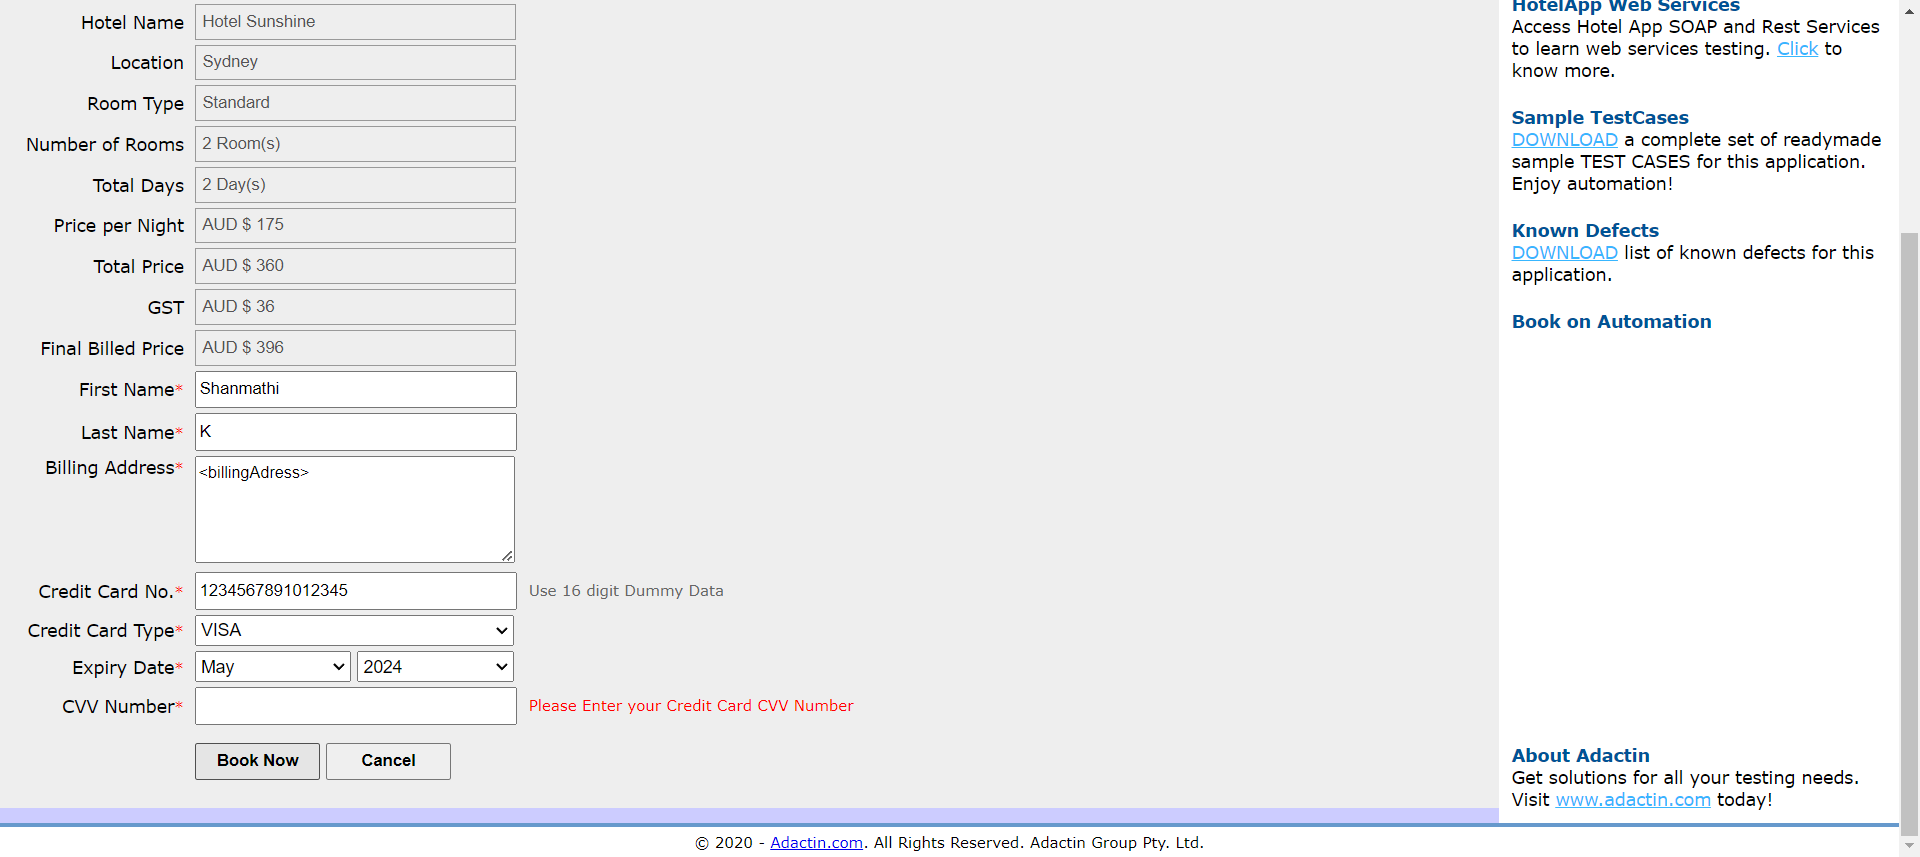 Hotel Name Hotel Sunshine
Location Sydney
Room Type Standard
Number of Rooms 2 Room(s)
Total Days 2 Day(s)
Price per Night AUD $ 175
Total Price AUD $ 360
GST AUD $ 36
Final Billed Price AUD $ 396
First Name* Shanmathi
Last Name* K
Billing Address* <billingAdress>
Credit Card No.* 1234567891012345 Use 16 digit Dummy Data
Credit Card Type* VISA
Expiry Date* May 2024
CVV Number* Please Enter your Credit Card CVV Number
Book Now Cancel
HotelApp Web Services
Access Hotel App SOAP and Rest Services
to learn web services testing. Click to
know more.
Sample TestCases
DOWNLOAD a complete set of readymade
sample TEST CASES for this application.
Enjoy automation!
Known Defects
DOWNLOAD list of known defects for this
application.
Book on Automation
About Adactin
Get solutions for all your testing needs.
Visit www.adactin.com today!
© 2020 - Adactin.com. All Rights Reserved. Adactin Group Pty. Ltd.